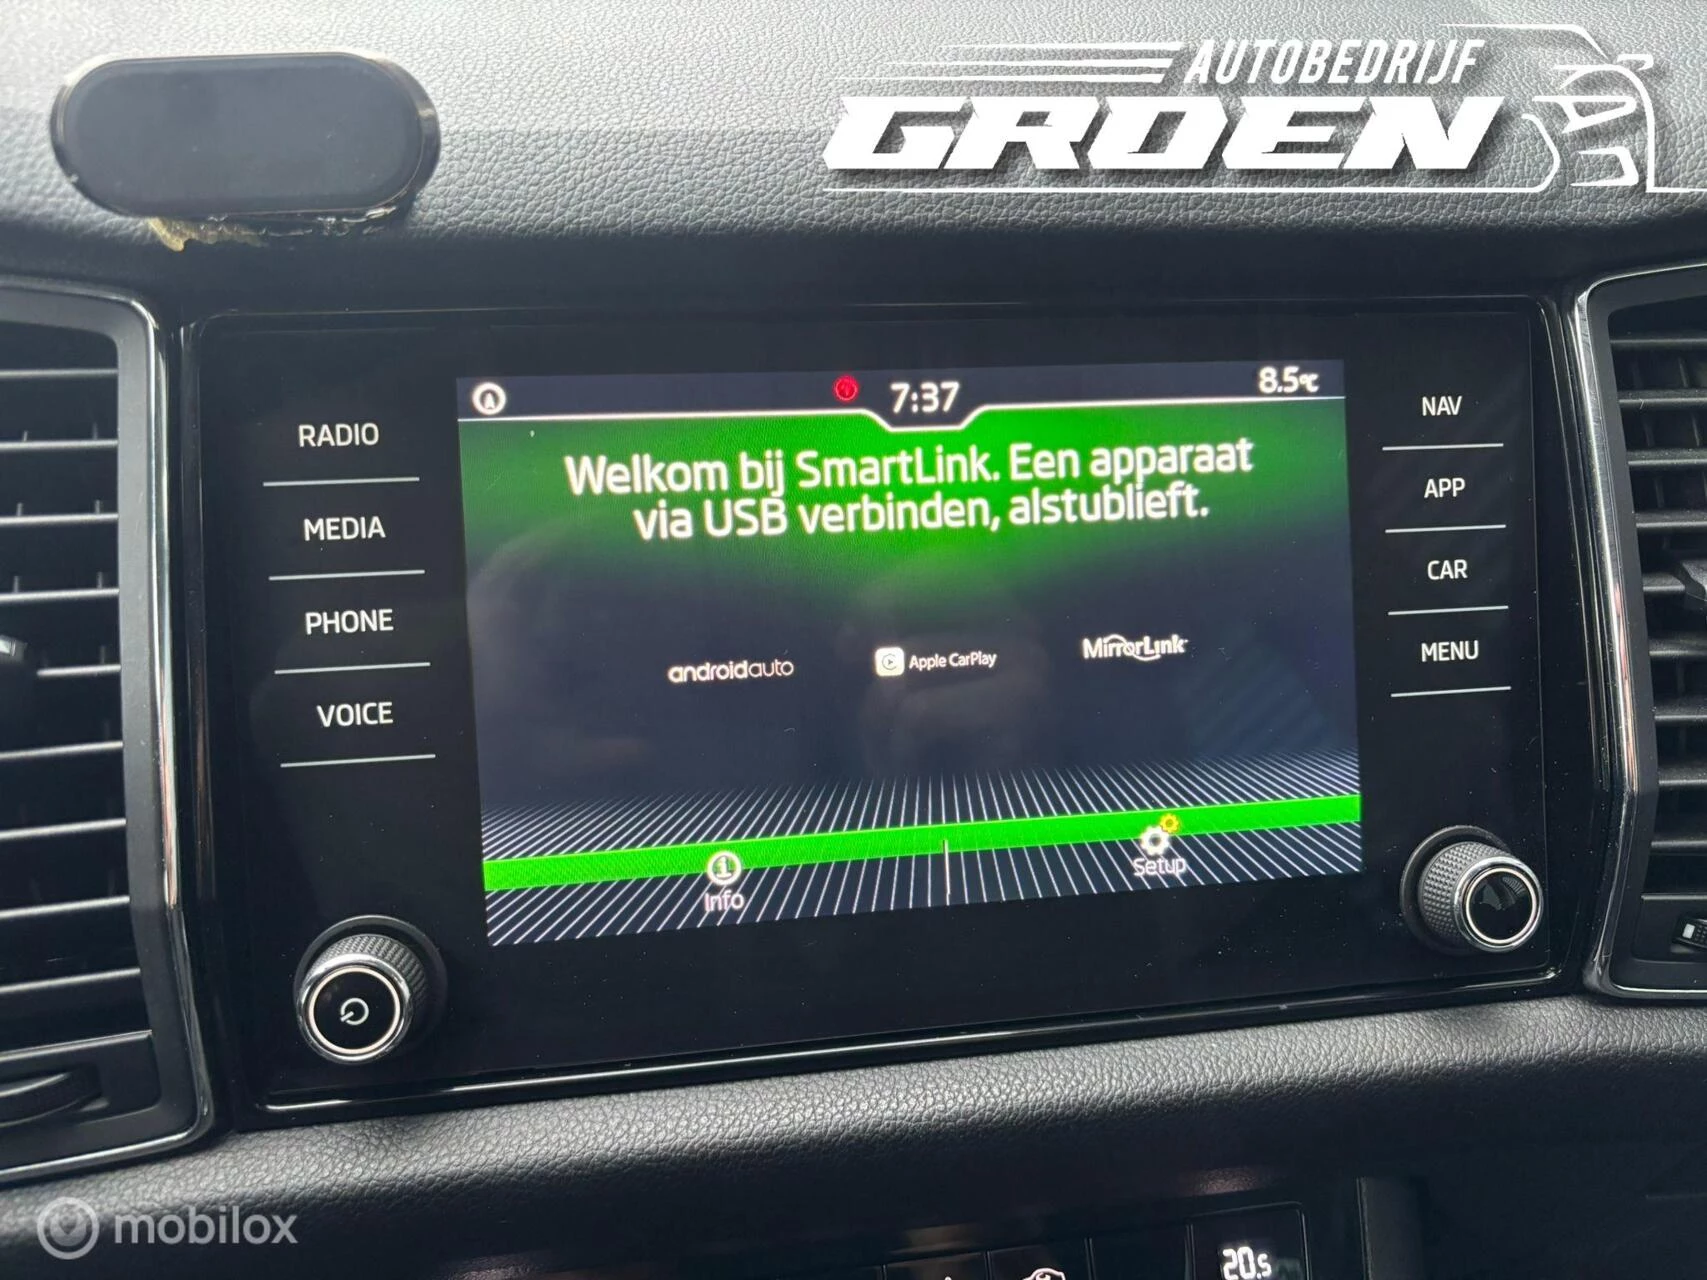 AUTOBEDRIJF
GROEN
7:37
8.5°C
RADIO
MEDIA
PHONE
VOICE
Welkom bij SmartLink. Een apparaat
via USB verbinden, alstublieft.
androidauto
Apple CarPlay
MirrorLink
Info
Setup
NAV
APP
CAR
MENU
mobilox
20.5